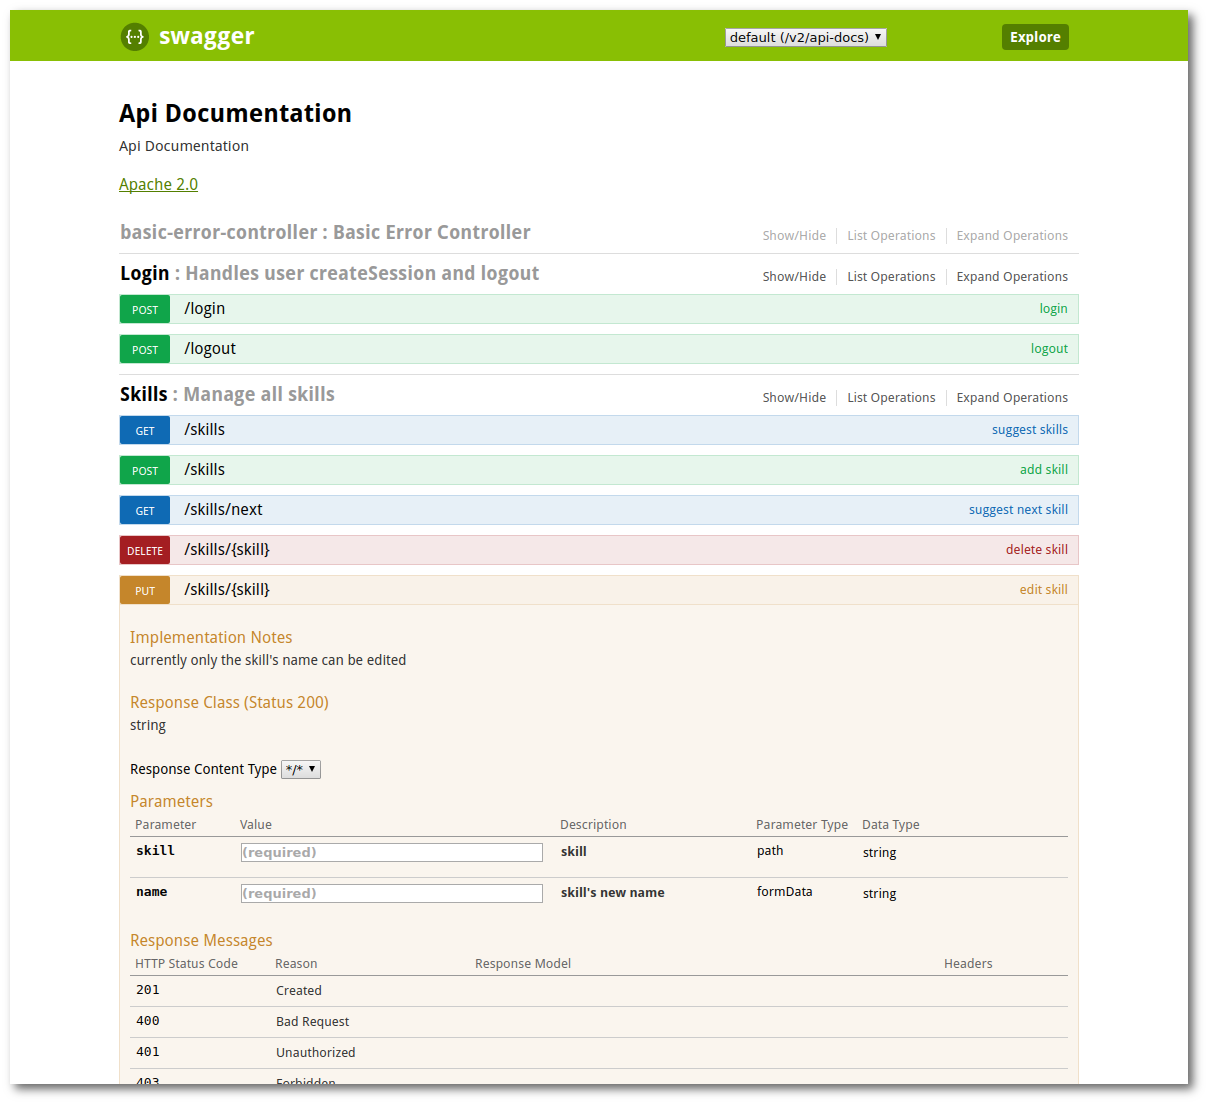 {··} swagger default (/v2/api-docs) ▼ Explore
Api Documentation
Api Documentation
Apache 2.0
basic-error-controller : Basic Error Controller Show/Hide List Operations Expand Operations
Login : Handles user createSession and logout Show/Hide List Operations Expand Operations
POST /login login
POST /logout logout
Skills : Manage all skills Show/Hide List Operations Expand Operations
GET /skills suggest skills
POST /skills add skill
GET /skills/next suggest next skill
DELETE /skills/{skill} delete skill
PUT /skills/{skill} edit skill
Implementation Notes
currently only the skill's name can be edited
Response Class (Status 200)
string
Response Content Type */* ▼
Parameters
Parameter Value Description Parameter Type Data Type
skill (required) skill path string
name (required) skill's new name formData string
Response Messages
HTTP Status Code Reason Response Model Headers
201 Created
400 Bad Request
401 Unauthorized
403 Forbidden